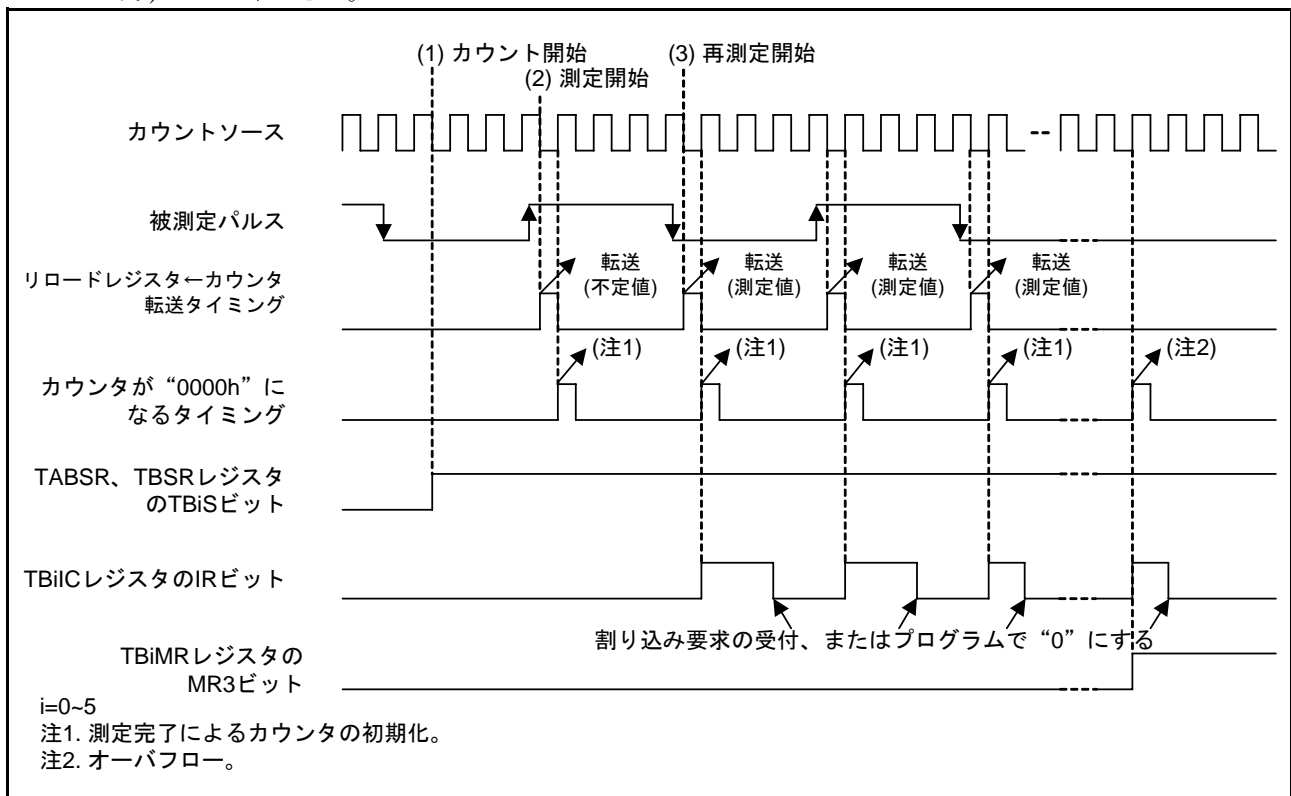 (1) カウント開始
(2) 測定開始
(3) 再測定開始
カウントソース
被測定パルス
リロードレジスタ←カウンタ
転送タイミング
転送
(不定値)
転送
(測定値)
転送
(測定値)
転送
(測定値)
カウンタが“0000h”に
なるタイミング
(注1)
(注1)
(注1)
(注1)
(注2)
TABSR、TBSRレジスタ
のTBiSビット
TBiICレジスタのIRビット
割り込み要求の受付、またはプログラムで“0”にする
TBiMRレジスタの
MR3ビット
i=0~5
注1. 測定完了によるカウンタの初期化。
注2. オーバフロー。